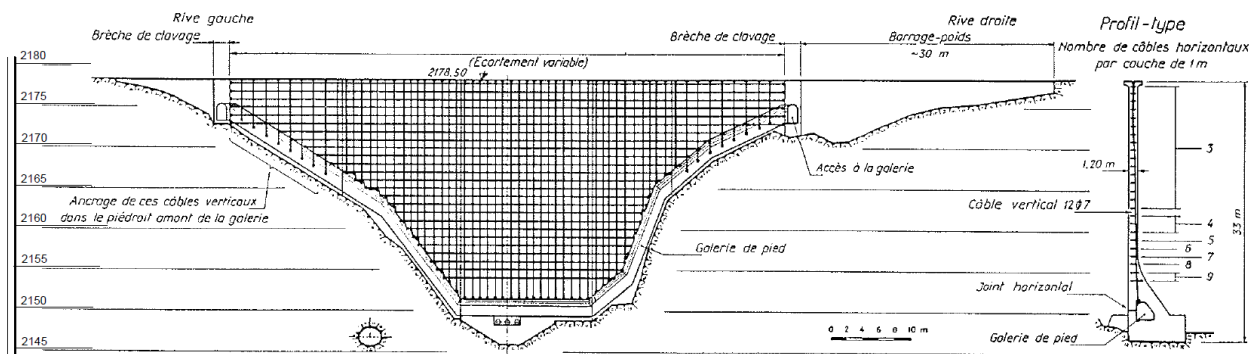 Rive gauche
Brèche de clavage
(Ecartement variable)
2178,50
Brèche de clavage
Rive droite
Barrage-poids
~30 m
Profil-type
Nombre de câbles horizontaux
par couche de 1 m
2180
2175
2170
2165
2160
2155
2150
2145
Ancrage de ces câbles verticaux
dans le piédroit amont de la galerie
Accès à la galerie
Galerie de pied
0 2 4 6 8 10 m
1,20 m
Câble vertical 12ϕ7
3
4
5
6
7
8
9
33 m
Joint horizontal
Galerie de pied